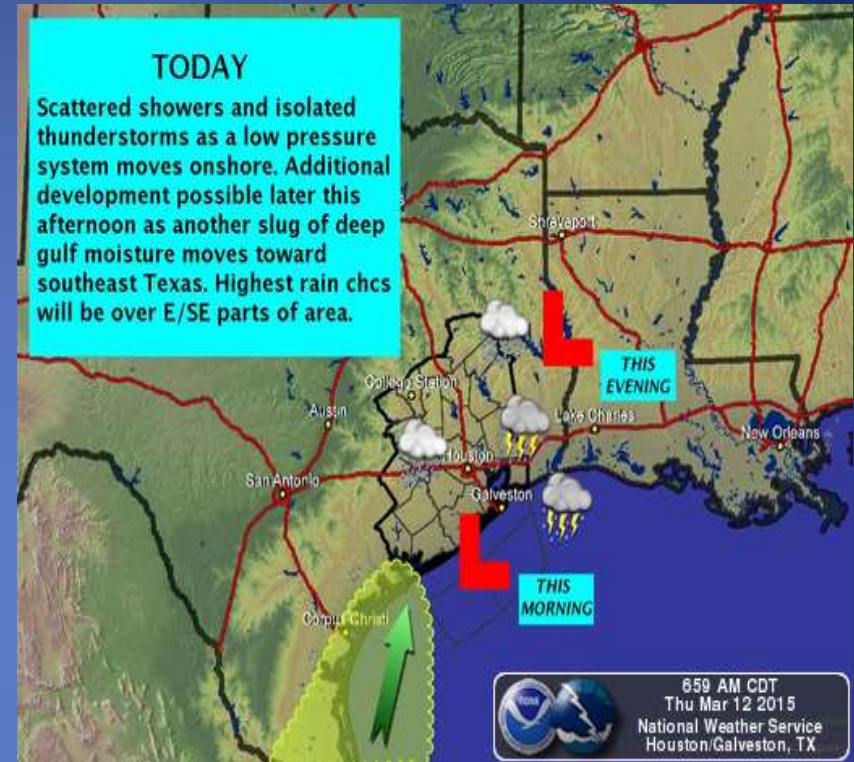 TODAY
Scattered showers and isolated
thunderstorms as a low pressure
system moves onshore. Additional
development possible later this
afternoon as another slug of deep
gulf moisture moves toward
southeast Texas. Highest rain chcs
will be over E/SE parts of area.
Shreveport
L
THIS
EVENING
College Station
Austin
Lake Charles
New Orleans
Houston
San Antonio
Galveston
L
THIS
MORNING
Corpus Christi
659 AM CDT
Thu Mar 12 2015
National Weather Service
Houston/Galveston, TX